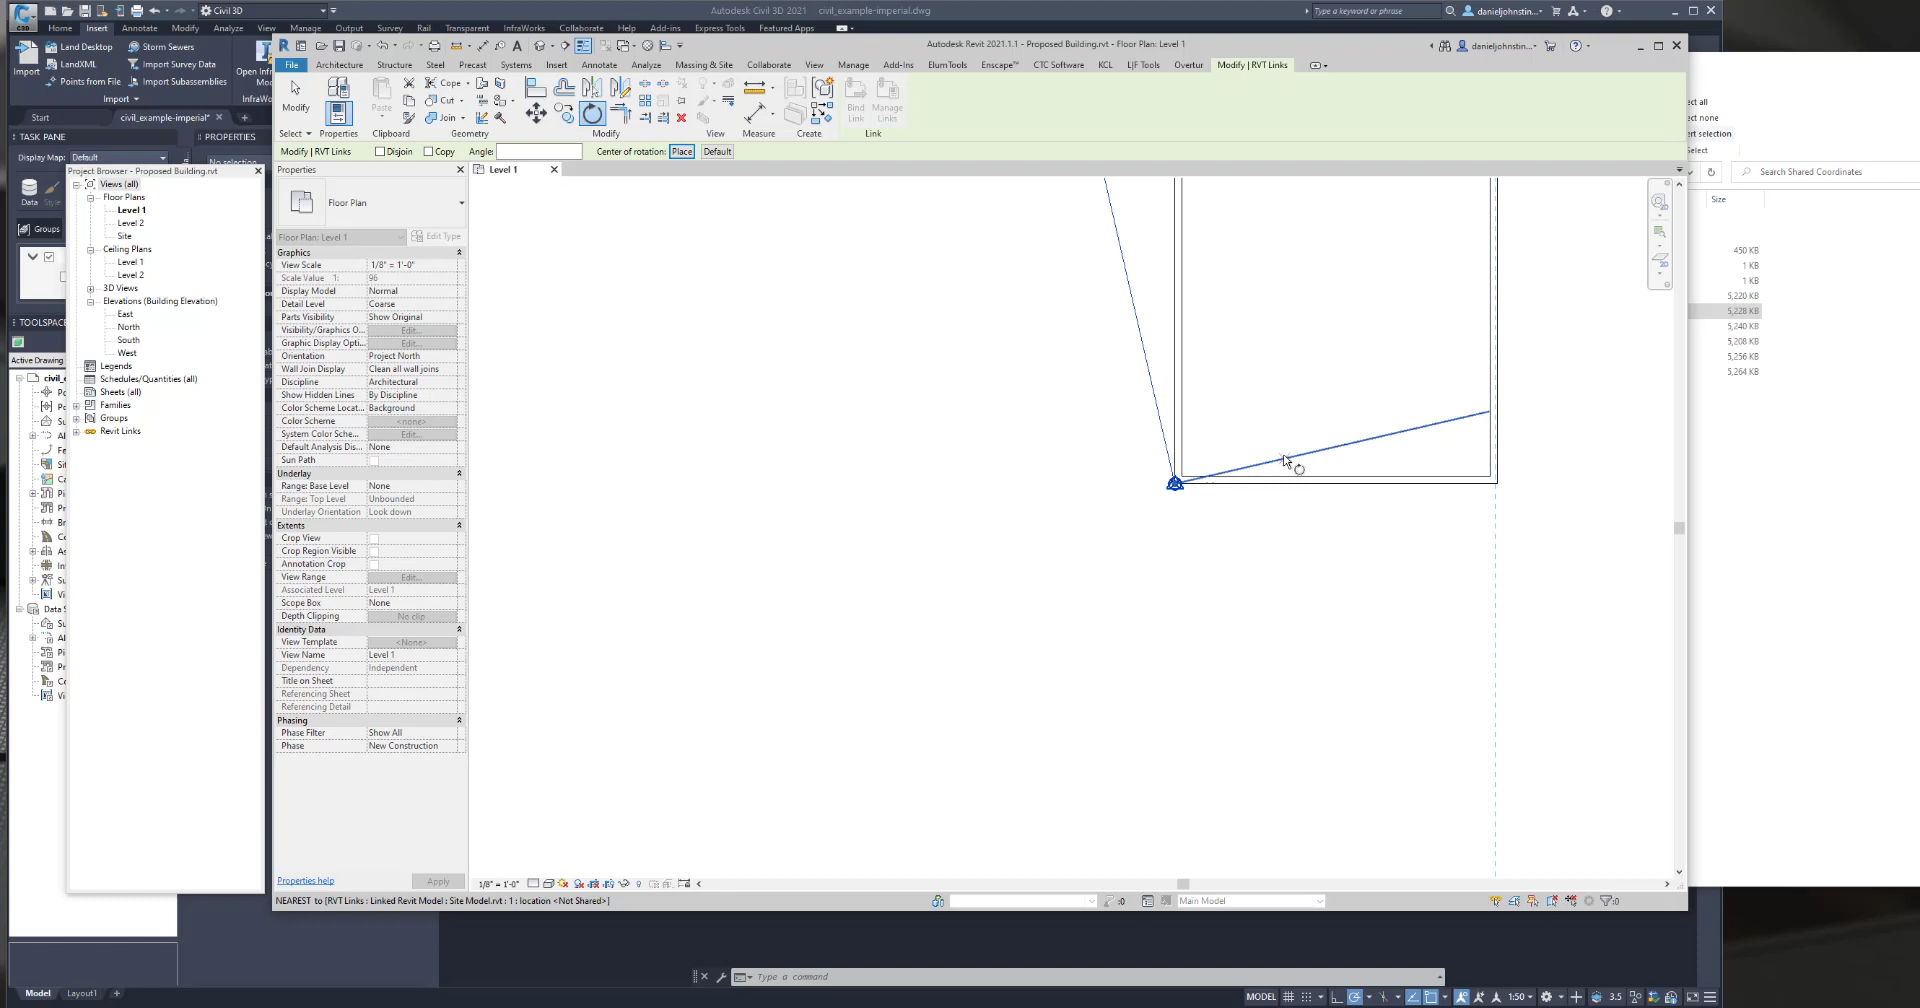 Civil 3D
Autodesk Civil 3D 2021 civil_example-imperial.dwg
Type a keyword or phrase
danieljohnstin...
Home Insert Annotate Modify Analyze View Manage Output Survey Rail Transparent InfraWorks Collaborate Help Add-ins Express Tools Featured Apps
Import
Land Desktop
LandXML
Points from File
Storm Sewers
Import Survey Data
Import Subassemblies
Import
Start
civil_example-imperial*
TASK PANE
PROPERTIES
Display Map: Default
No selection
Data
Style
Groups
TOOLSPACE
Active Drawing
Project Browser - Proposed Building.rvt
Views (all)
Floor Plans
Level 1
Level 2
Site
Ceiling Plans
Level 1
Level 2
3D Views
Elevations (Building Elevation)
East
North
South
West
Legends
Schedules/Quantities (all)
Sheets (all)
Families
Groups
Revit Links
Autodesk Revit 2021.1.1 - Proposed Building.rvt - Floor Plan: Level 1
danieljohnstin...
File Architecture Structure Steel Precast Systems Insert Annotate Analyze Massing & Site Collaborate View Manage Add-Ins ElumTools Enscape™ CTC Software KCL LJF Tools Overtur Modify | RVT Links
Modify
Paste
Cope
Cut
Join
Bind Link
Manage Links
Select Properties Clipboard Geometry Modify View Measure Create Link
Modify | RVT Links Disjoin Copy Angle: Center of rotation: Place Default
Properties
Level 1
Floor Plan
Floor Plan: Level 1 Edit Type
Graphics
View Scale 1/8" = 1'-0"
Scale Value 1: 96
Display Model Normal
Detail Level Coarse
Parts Visibility Show Original
Visibility/Graphics O... Edit...
Graphic Display Opti... Edit...
Orientation Project North
Wall Join Display Clean all wall joins
Discipline Architectural
Show Hidden Lines By Discipline
Color Scheme Locat... Background
Color Scheme <none>
System Color Sche... Edit...
Default Analysis Dis... None
Sun Path
Underlay
Range: Base Level None
Range: Top Level Unbounded
Underlay Orientation Look down
Extents
Crop View
Crop Region Visible
Annotation Crop
View Range Edit...
Associated Level Level 1
Scope Box None
Depth Clipping No clip
Identity Data
View Template <None>
View Name Level 1
Dependency Independent
Title on Sheet
Referencing Sheet
Referencing Detail
Phasing
Phase Filter Show All
Phase New Construction
Properties help
Apply
1/8" = 1'-0"
NEAREST to [RVT Links : Linked Revit Model : Site Model.rvt : 1 : location <Not Shared>]
:0
Main Model
:0
Search Shared Coordinates
Size
450 KB
1 KB
1 KB
5,220 KB
5,228 KB
5,240 KB
5,208 KB
5,256 KB
5,264 KB
Type a command
Model Layout1
MODEL
1:50
3.5